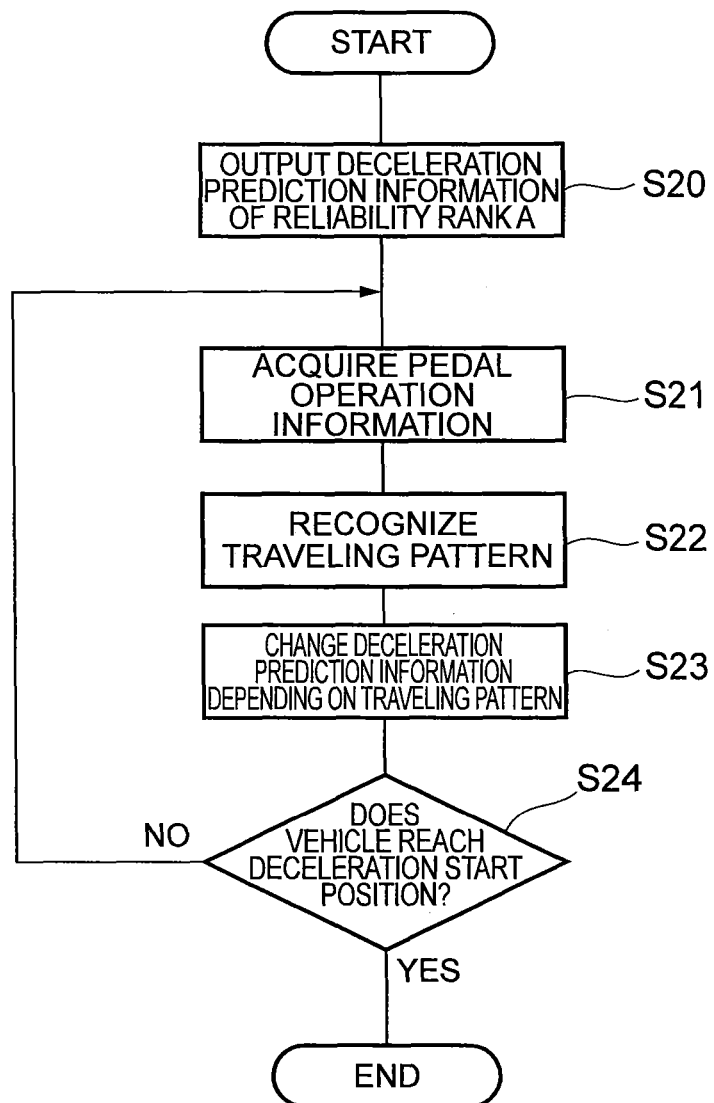 START
OUTPUT DECELERATION
PREDICTION INFORMATION
OF RELIABILITY RANK A
S20
ACQUIRE PEDAL
OPERATION
INFORMATION
S21
RECOGNIZE
TRAVELING PATTERN
S22
CHANGE DECELERATION
PREDICTION INFORMATION
DEPENDING ON TRAVELING PATTERN
S23
S24
DOES
VEHICLE REACH
DECELERATION START
POSITION?
NO
YES
END